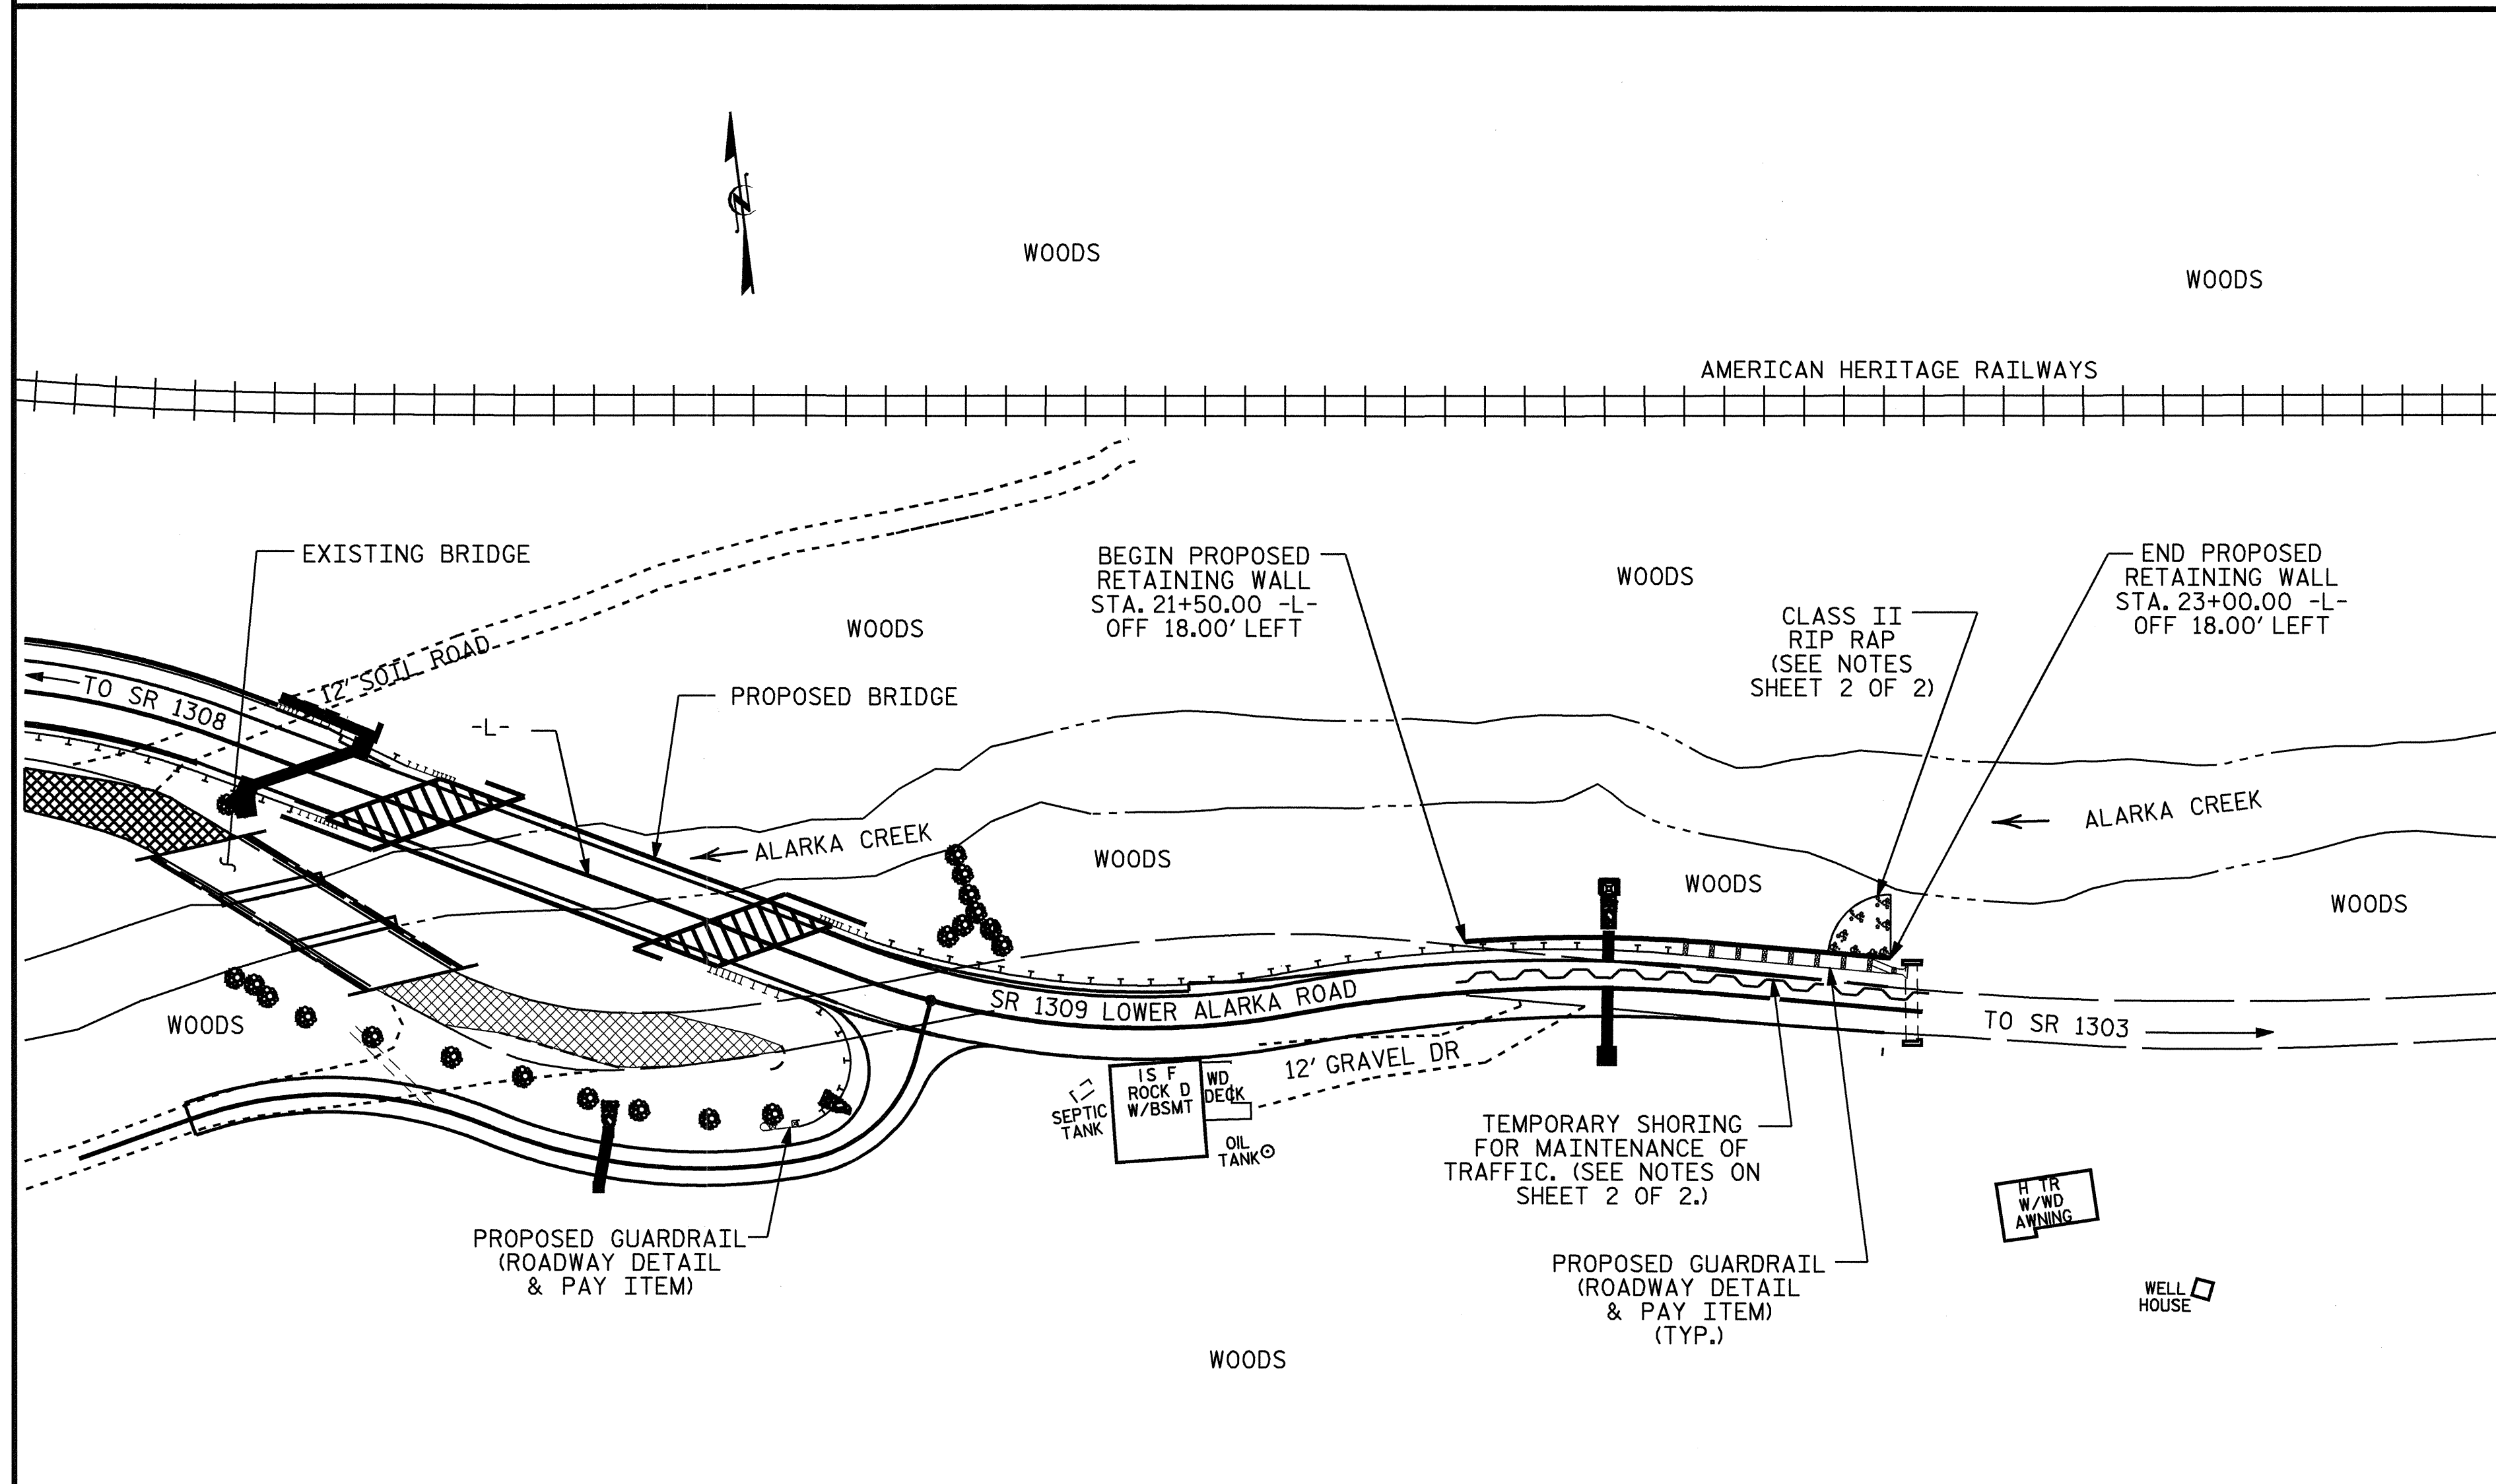 WOODS
WOODS
AMERICAN HERITAGE RAILWAYS
EXISTING BRIDGE
BEGIN PROPOSED
RETAINING WALL
STA. 21+50.00 -L-
OFF 18.00' LEFT
WOODS
END PROPOSED
RETAINING WALL
STA. 23+00.00 -L-
OFF 18.00' LEFT
CLASS II
RIP RAP
(SEE NOTES
SHEET 2 OF 2)
WOODS
12' SOIL ROAD
TO SR 1308
PROPOSED BRIDGE
-L-
ALARKA CREEK
ALARKA CREEK
WOODS
WOODS
WOODS
SR 1309 LOWER ALARKA ROAD
TO SR 1303
WOODS
12' GRAVEL DR
IS F
ROCK D
W/BSMT
WD
DECK
SEPTIC
TANK
OIL
TANK
TEMPORARY SHORING
FOR MAINTENANCE OF
TRAFFIC. (SEE NOTES ON
SHEET 2 OF 2.)
H TR
W/WD
AWNING
PROPOSED GUARDRAIL
(ROADWAY DETAIL
& PAY ITEM)
PROPOSED GUARDRAIL
(ROADWAY DETAIL
& PAY ITEM)
(TYP.)
WELL
HOUSE
WOODS